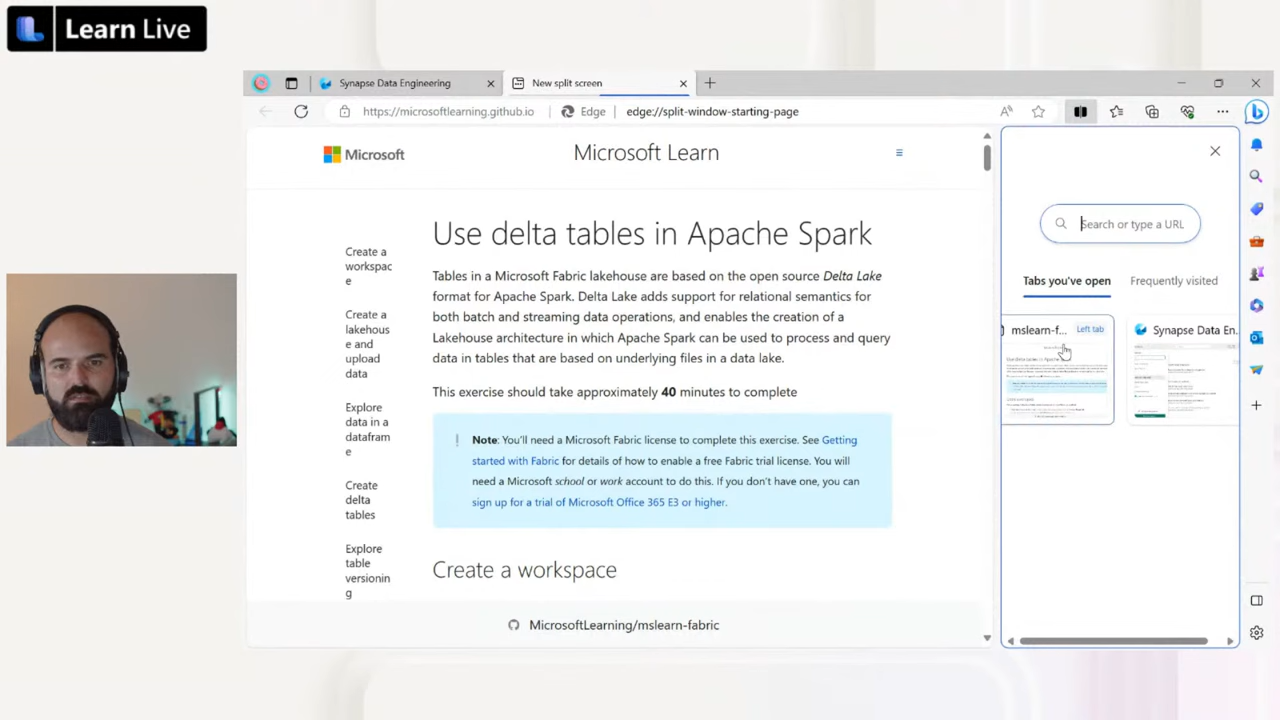 Learn Live
Synapse Data Engineering
New split screen
https://microsoftlearning.github.io
Edge
edge://split-window-starting-page
Microsoft
Microsoft Learn
Create a
workspac
e
Create a
lakehous
e and
upload
data
Explore
data in a
datafram
e
Create
delta
tables
Explore
table
versionin
g
Use delta tables in Apache Spark
Tables in a Microsoft Fabric lakehouse are based on the open source Delta Lake
format for Apache Spark. Delta Lake adds support for relational semantics for
both batch and streaming data operations, and enables the creation of a
Lakehouse architecture in which Apache Spark can be used to process and query
data in tables that are based on underlying files in a data lake.
This exercise should take approximately 40 minutes to complete
Note: You'll need a Microsoft Fabric license to complete this exercise. See Getting
started with Fabric for details of how to enable a free Fabric trial license. You will
need a Microsoft school or work account to do this. If you don't have one, you can
sign up for a trial of Microsoft Office 365 E3 or higher.
Create a workspace
MicrosoftLearning/mslearn-fabric
Search or type a URL
Tabs you've open
Frequently visited
mslearn-f...
Left tab
Synapse Data En...